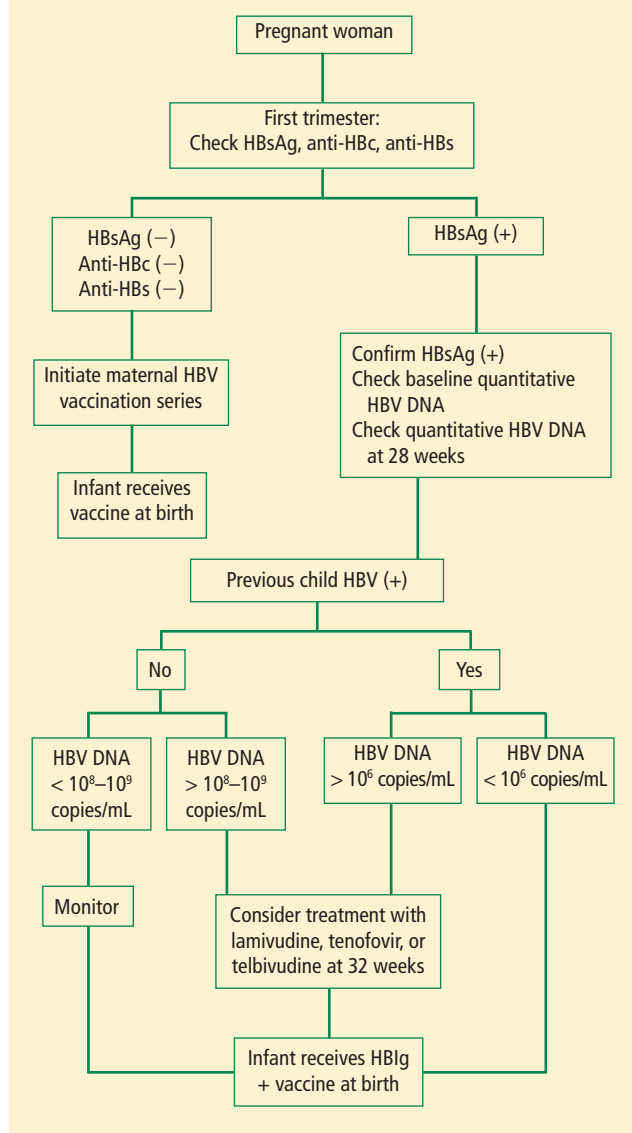 Pregnant woman
First trimester:
Check HBsAg, anti-HBc, anti-HBs
HBsAg (−)
Anti-HBc (−)
Anti-HBs (−)
HBsAg (+)
Initiate maternal HBV
vaccination series
Confirm HBsAg (+)
Check baseline quantitative
HBV DNA
Check quantitative HBV DNA
at 28 weeks
Infant receives
vaccine at birth
Previous child HBV (+)
No
Yes
HBV DNA
< 10⁸–10⁹
copies/mL
HBV DNA
> 10⁸–10⁹
copies/mL
HBV DNA
> 10⁶ copies/mL
HBV DNA
< 10⁶ copies/mL
Monitor
Consider treatment with
lamivudine, tenofovir, or
telbivudine at 32 weeks
Infant receives HBIg
+ vaccine at birth